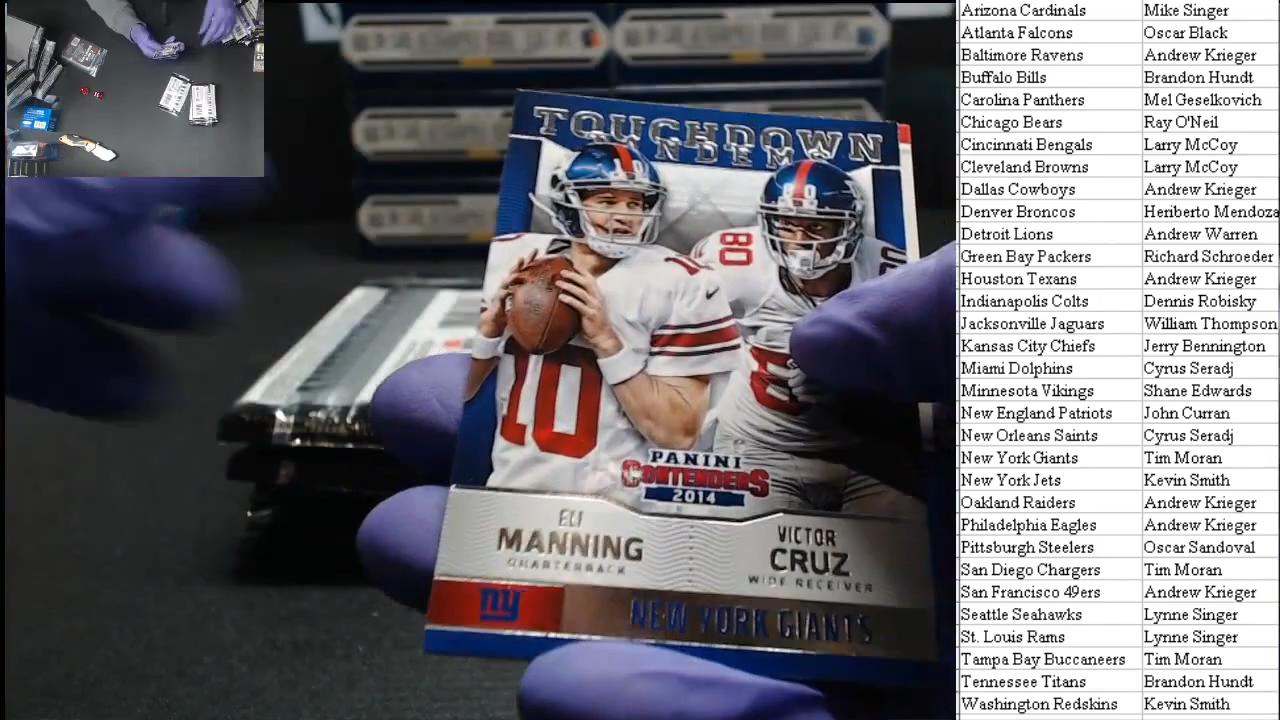 TOUCHDOWN
TANDEMS
80
10
PANINI
CONTENDERS
2014
ELI
MANNING
QUARTERBACK
VICTOR
CRUZ
WIDE RECEIVER
ny
NEW YORK GIANTS
Arizona Cardinals Mike Singer
Atlanta Falcons Oscar Black
Baltimore Ravens Andrew Krieger
Buffalo Bills Brandon Hundt
Carolina Panthers Mel Geselkovich
Chicago Bears Ray O'Neil
Cincinnati Bengals Larry McCoy
Cleveland Browns Larry McCoy
Dallas Cowboys Andrew Krieger
Denver Broncos Heriberto Mendoza
Detroit Lions Andrew Warren
Green Bay Packers Richard Schroeder
Houston Texans Andrew Krieger
Indianapolis Colts Dennis Robisky
Jacksonville Jaguars William Thompson
Kansas City Chiefs Jerry Bennington
Miami Dolphins Cyrus Seradj
Minnesota Vikings Shane Edwards
New England Patriots John Curran
New Orleans Saints Cyrus Seradj
New York Giants Tim Moran
New York Jets Kevin Smith
Oakland Raiders Andrew Krieger
Philadelphia Eagles Andrew Krieger
Pittsburgh Steelers Oscar Sandoval
San Diego Chargers Tim Moran
San Francisco 49ers Andrew Krieger
Seattle Seahawks Lynne Singer
St. Louis Rams Lynne Singer
Tampa Bay Buccaneers Tim Moran
Tennessee Titans Brandon Hundt
Washington Redskins Kevin Smith